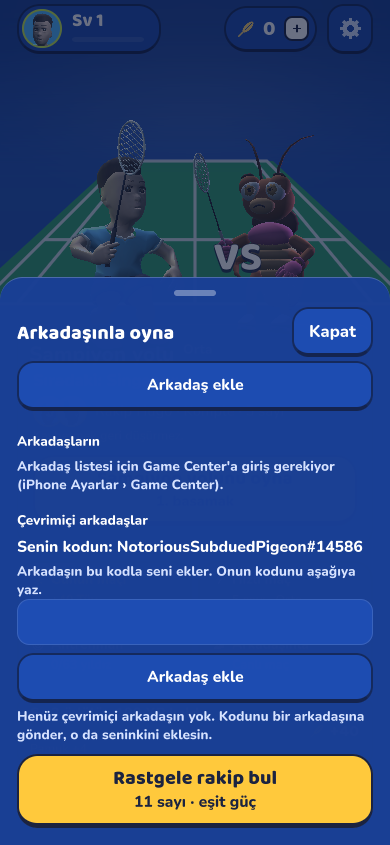 Sv 1
0
+
VS
Arkadaşınla oyna
Kapat
Arkadaş ekle
Arkadaşların
Arkadaş listesi için Game Center'a giriş gerekiyor
(iPhone Ayarlar › Game Center).
Çevrimiçi arkadaşlar
Senin kodun: NotoriousSubduedPigeon#14586
Arkadaşın bu kodla seni ekler. Onun kodunu aşağıya
yaz.
Arkadaş ekle
Henüz çevrimiçi arkadaşın yok. Kodunu bir arkadaşına
gönder, o da seninkini eklesin.
Rastgele rakip bul
11 sayı · eşit güç